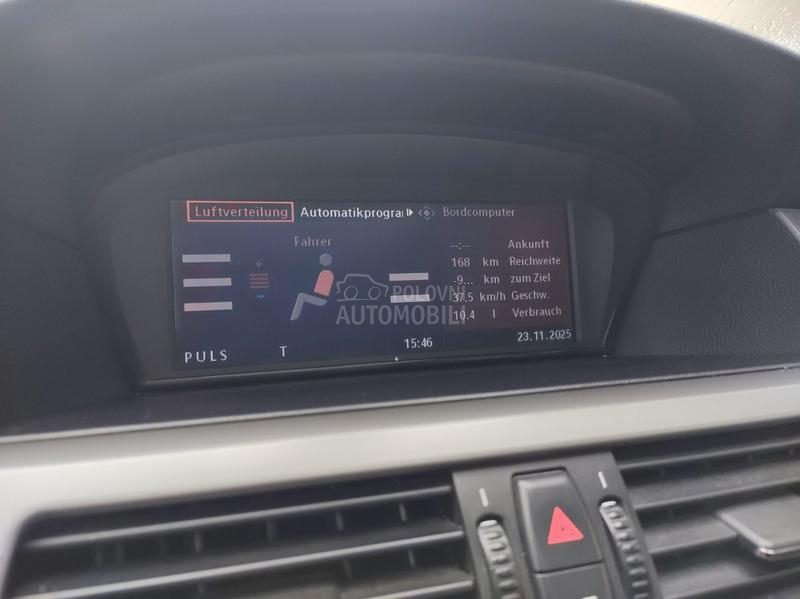 Luftverteilung Automatikprogra Bordcomputer
Fahrer
--:-- Ankunft
168 km Reichweite
-9... km zum Ziel
37.5 km/h Geschw.
10.4 l Verbrauch
POLOVNI
AUTOMOBILI
PULS T 15:46 23.11.2025